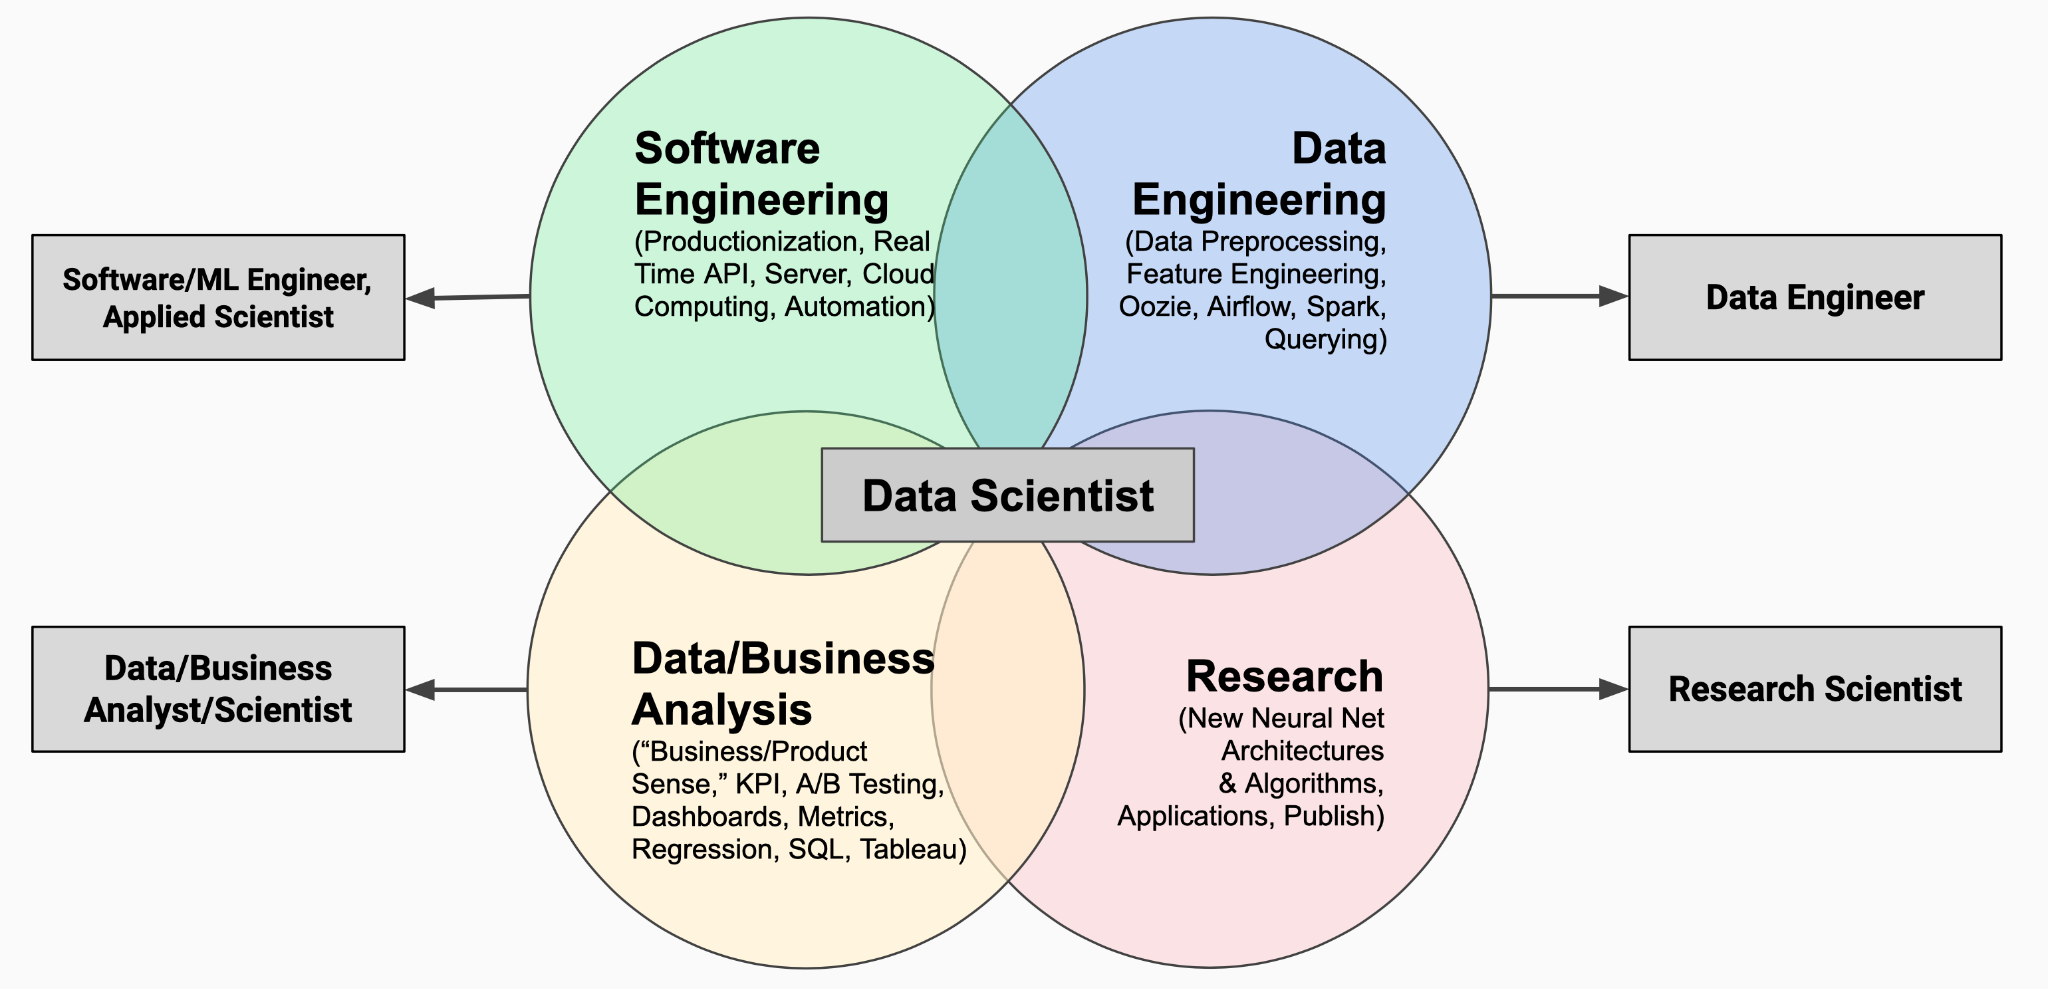 Software
Engineering
(Productionization, Real
Time API, Server, Cloud
Computing, Automation)
Data
Engineering
(Data Preprocessing,
Feature Engineering,
Oozie, Airflow, Spark,
Querying)
Software/ML Engineer,
Applied Scientist
Data Engineer
Data Scientist
Data/Business
Analyst/Scientist
Data/Business
Analysis
(“Business/Product
Sense,” KPI, A/B Testing,
Dashboards, Metrics,
Regression, SQL, Tableau)
Research
(New Neural Net
Architectures
& Algorithms,
Applications, Publish)
Research Scientist